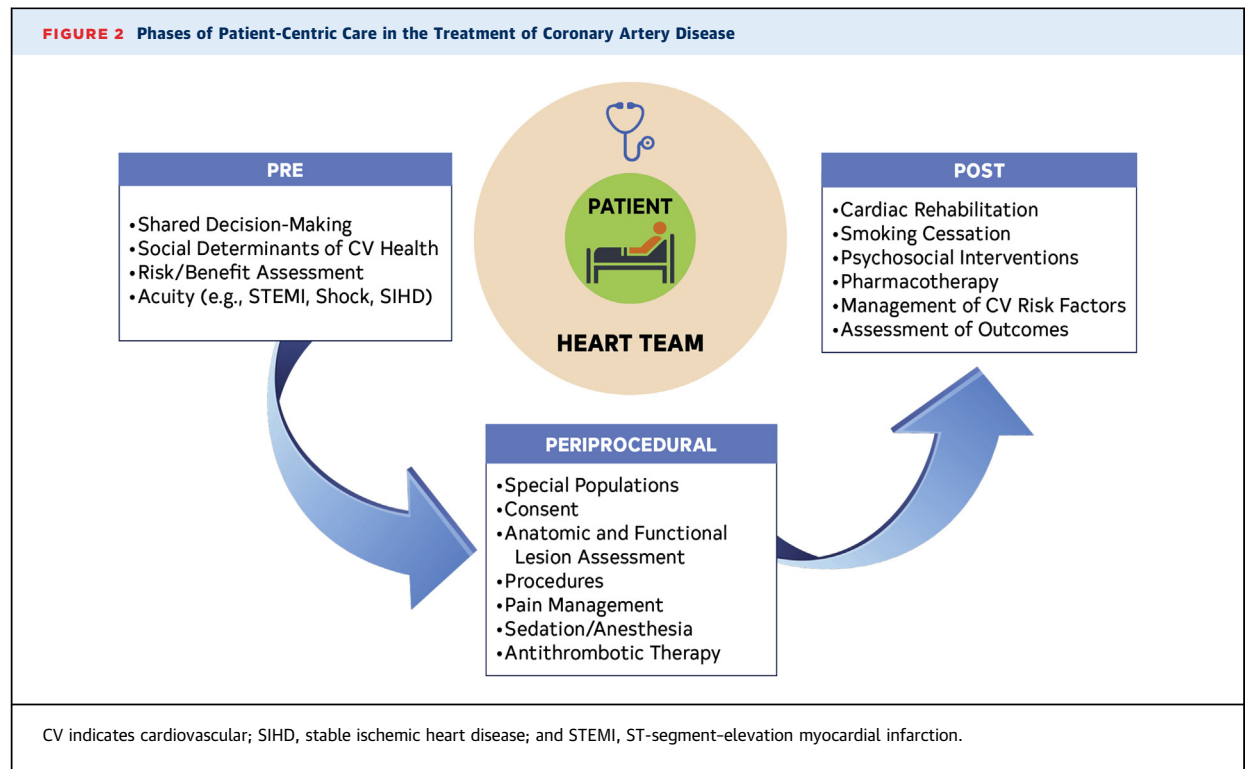 FIGURE 2 Phases of Patient-Centric Care in the Treatment of Coronary Artery Disease
PRE
•Shared Decision-Making
•Social Determinants of CV Health
•Risk/Benefit Assessment
•Acuity (e.g., STEMI, Shock, SIHD)
PATIENT
HEART TEAM
PERIPROCEDURAL
•Special Populations
•Consent
•Anatomic and Functional
Lesion Assessment
•Procedures
•Pain Management
•Sedation/Anesthesia
•Antithrombotic Therapy
POST
•Cardiac Rehabilitation
•Smoking Cessation
•Psychosocial Interventions
•Pharmacotherapy
•Management of CV Risk Factors
•Assessment of Outcomes
CV indicates cardiovascular; SIHD, stable ischemic heart disease; and STEMI, ST-segment–elevation myocardial infarction.